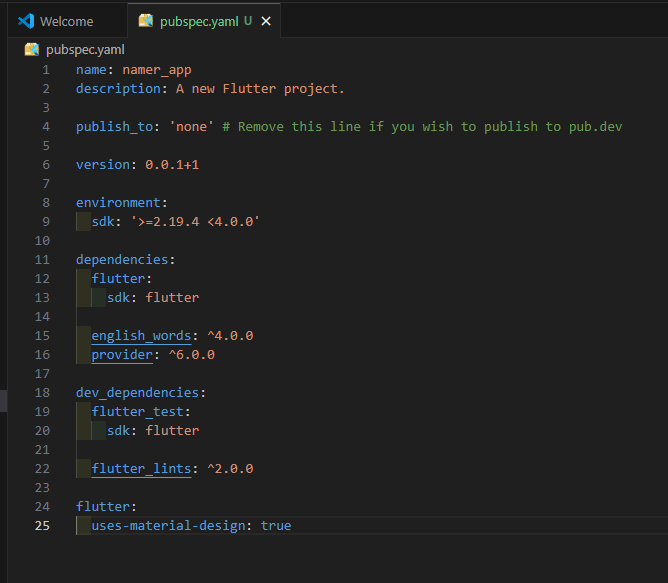 Welcome
pubspec.yaml U
pubspec.yaml
1 name: namer_app
2 description: A new Flutter project.
3
4 publish_to: 'none' # Remove this line if you wish to publish to pub.dev
5
6 version: 0.0.1+1
7
8 environment:
9   sdk: '>=2.19.4 <4.0.0'
10
11 dependencies:
12   flutter:
13     sdk: flutter
14
15   english_words: ^4.0.0
16   provider: ^6.0.0
17
18 dev_dependencies:
19   flutter_test:
20     sdk: flutter
21
22   flutter_lints: ^2.0.0
23
24 flutter:
25   uses-material-design: true